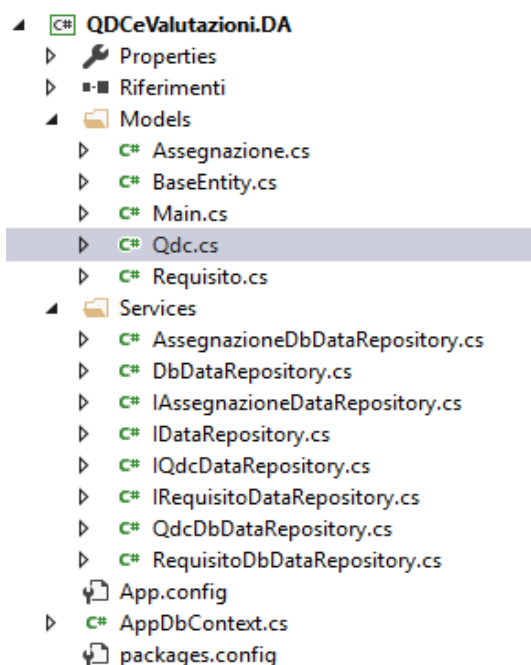 C# QDCeValutazioni.DA
Properties
Riferimenti
Models
C# Assegnazione.cs
C# BaseEntity.cs
C# Main.cs
C# Qdc.cs
C# Requisito.cs
Services
C# AssegnazioneDbDataRepository.cs
C# DbDataRepository.cs
C# IAssegnazioneDataRepository.cs
C# IDataRepository.cs
C# IQdcDataRepository.cs
C# IRequisitoDataRepository.cs
C# QdcDbDataRepository.cs
C# RequisitoDbDataRepository.cs
App.config
C# AppDbContext.cs
packages.config